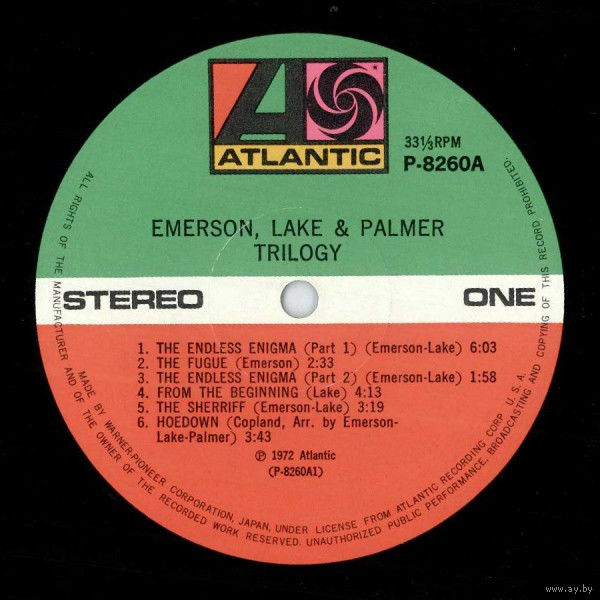 ATLANTIC
33⅓RPM
P-8260A
EMERSON, LAKE & PALMER
TRILOGY
STEREO
ONE
1. THE ENDLESS ENIGMA (Part 1) (Emerson-Lake) 6:03
2. THE FUGUE (Emerson) 2:33
3. THE ENDLESS ENIGMA (Part 2) (Emerson-Lake) 1:58
4. FROM THE BEGINNING (Lake) 4:13
5. THE SHERRIFF (Emerson-Lake) 3:19
6. HOEDOWN (Copland, Arr. by Emerson-
Lake-Palmer) 3:43
℗ 1972 Atlantic
(P-8260A1)
MADE BY WARNER-PIONEER CORPORATION, JAPAN, UNDER LICENSE FROM ATLANTIC RECORDING CORP. U.S.A.
ALL RIGHTS OF THE MANUFACTURER AND OF THE OWNER OF THE RECORDED WORK RESERVED. UNAUTHORIZED PUBLIC PERFORMANCE, BROADCASTING AND COPYING OF THIS RECORD PROHIBITED.
www.ay.by